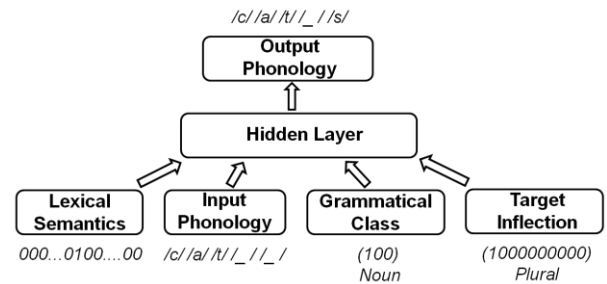 /c/ /a/ /t/ /_ / /s/
Output
Phonology
Hidden Layer
Lexical
Semantics
Input
Phonology
Grammatical
Class
Target
Inflection
000...0100....00
/c/ /a/ /t/ /_ / /_ /
(100)
Noun
(1000000000)
Plural